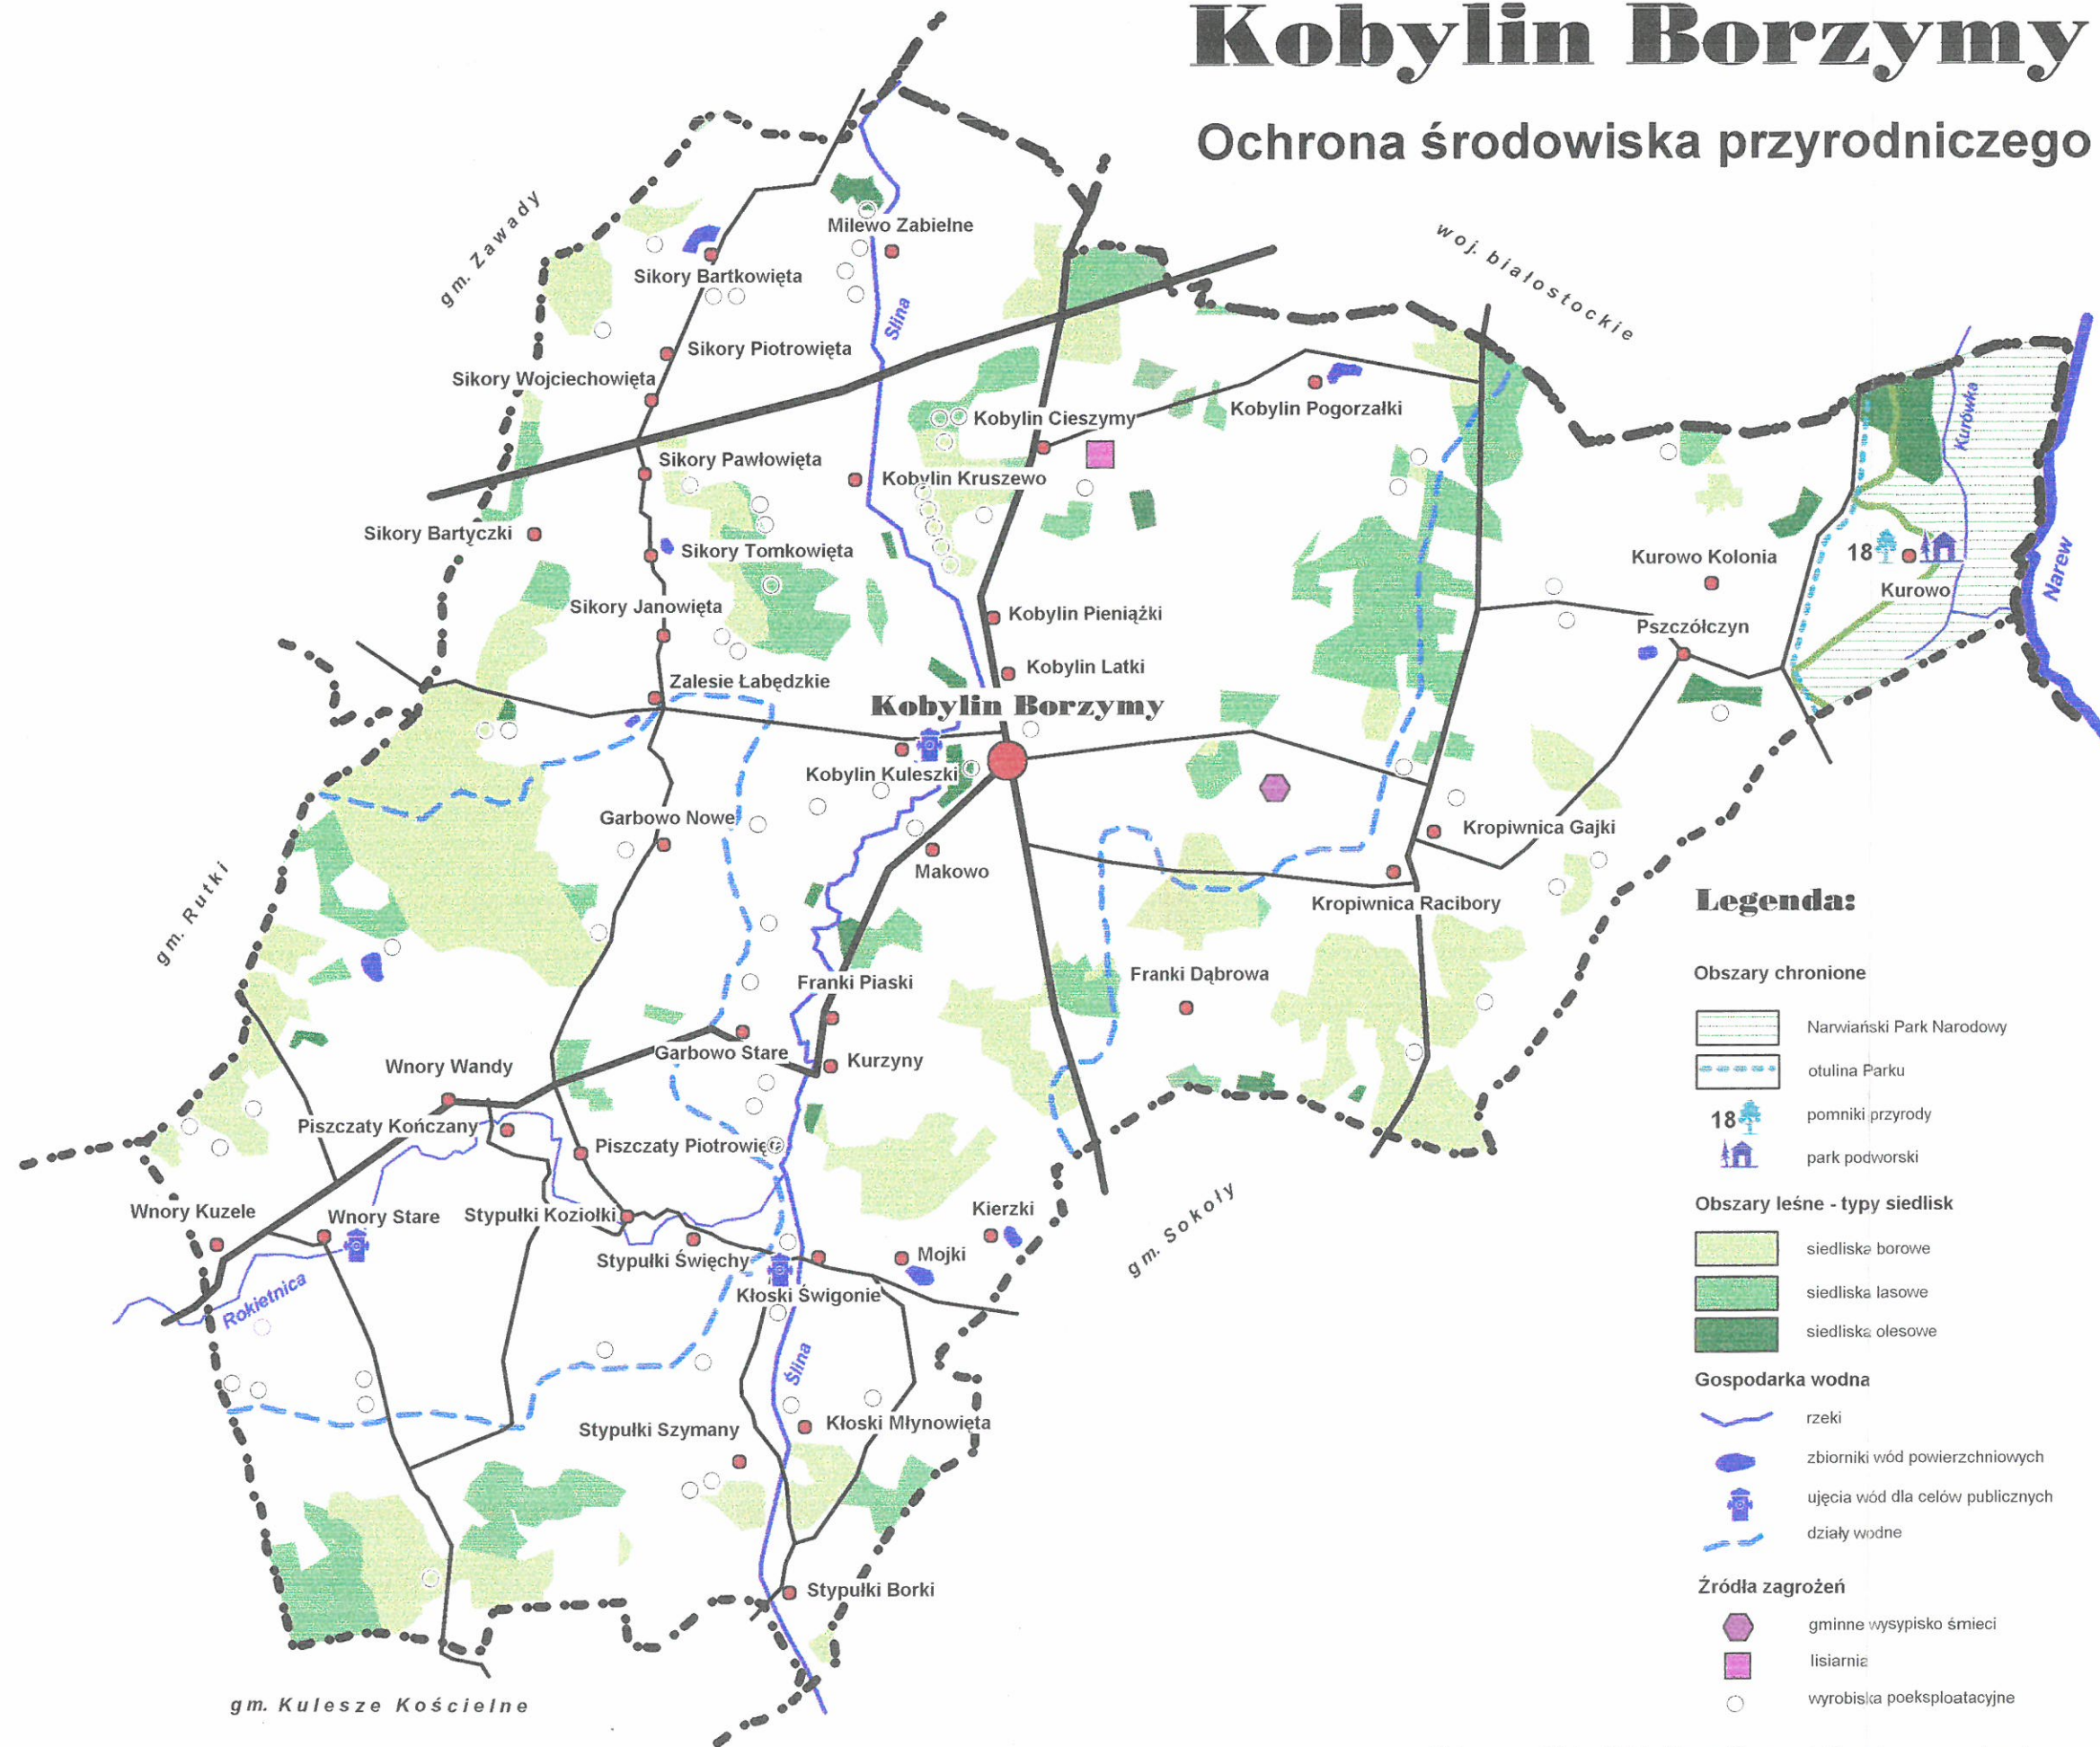 Kobylin Borzymy
Ochrona środowiska przyrodniczego
gm. Zawady
woj. białostockie
Milewo Zabielne
Sikory Bartkowięta
Slina
Sikory Piotrowięta
Sikory Wojciechowięta
Kobylin Cieszymy
Kobylin Pogorzałki
Kurówka
Sikory Pawłowięta
Kobylin Kruszewo
Sikory Bartyczki
Sikory Tomkowięta
Kurowo Kolonia
18
Kurowo
Narew
Sikory Janowięta
Kobylin Pieniążki
Pszczółczyn
Kobylin Latki
Zalesie Łabędzkie
Kobylin Borzymy
Kobylin Kuleszki
Garbowo Nowe
Kropiwnica Gajki
Makowo
Kropiwnica Racibory
gm. Rutki
Franki Piaski
Franki Dąbrowa
Garbowo Stare
Kurzyny
Wnory Wandy
Piszczaty Kończany
Piszczaty Piotrowię
Wnory Kuzele
Wnory Stare
Stypułki Koziołki
Kierzki
Stypułki Święchy
Mojki
gm. Sokoły
Kłoski Świgonie
Rokietnica
Ślina
Stypułki Szymany
Kłoski Młynowięta
Stypułki Borki
gm. Kulesze Kościelne
Legenda:
Obszary chronione
Narwiański Park Narodowy
otulina Parku
18 pomniki przyrody
park podworski
Obszary leśne - typy siedlisk
siedliska borowe
siedliska lasowe
siedliska olesowe
Gospodarka wodna
rzeki
zbiorniki wód powierzchniowych
ujęcia wód dla celów publicznych
działy wodne
Źródła zagrożeń
gminne wysypisko śmieci
lisiarnia
wyrobiska poeksploatacyjne